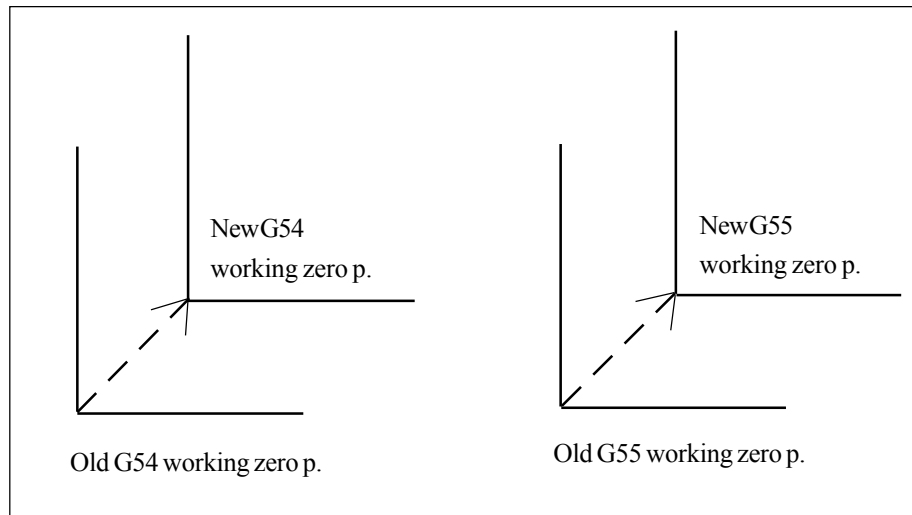 NewG54
working zero p.
Old G54 working zero p.
NewG55
working zero p.
Old G55 working zero p.